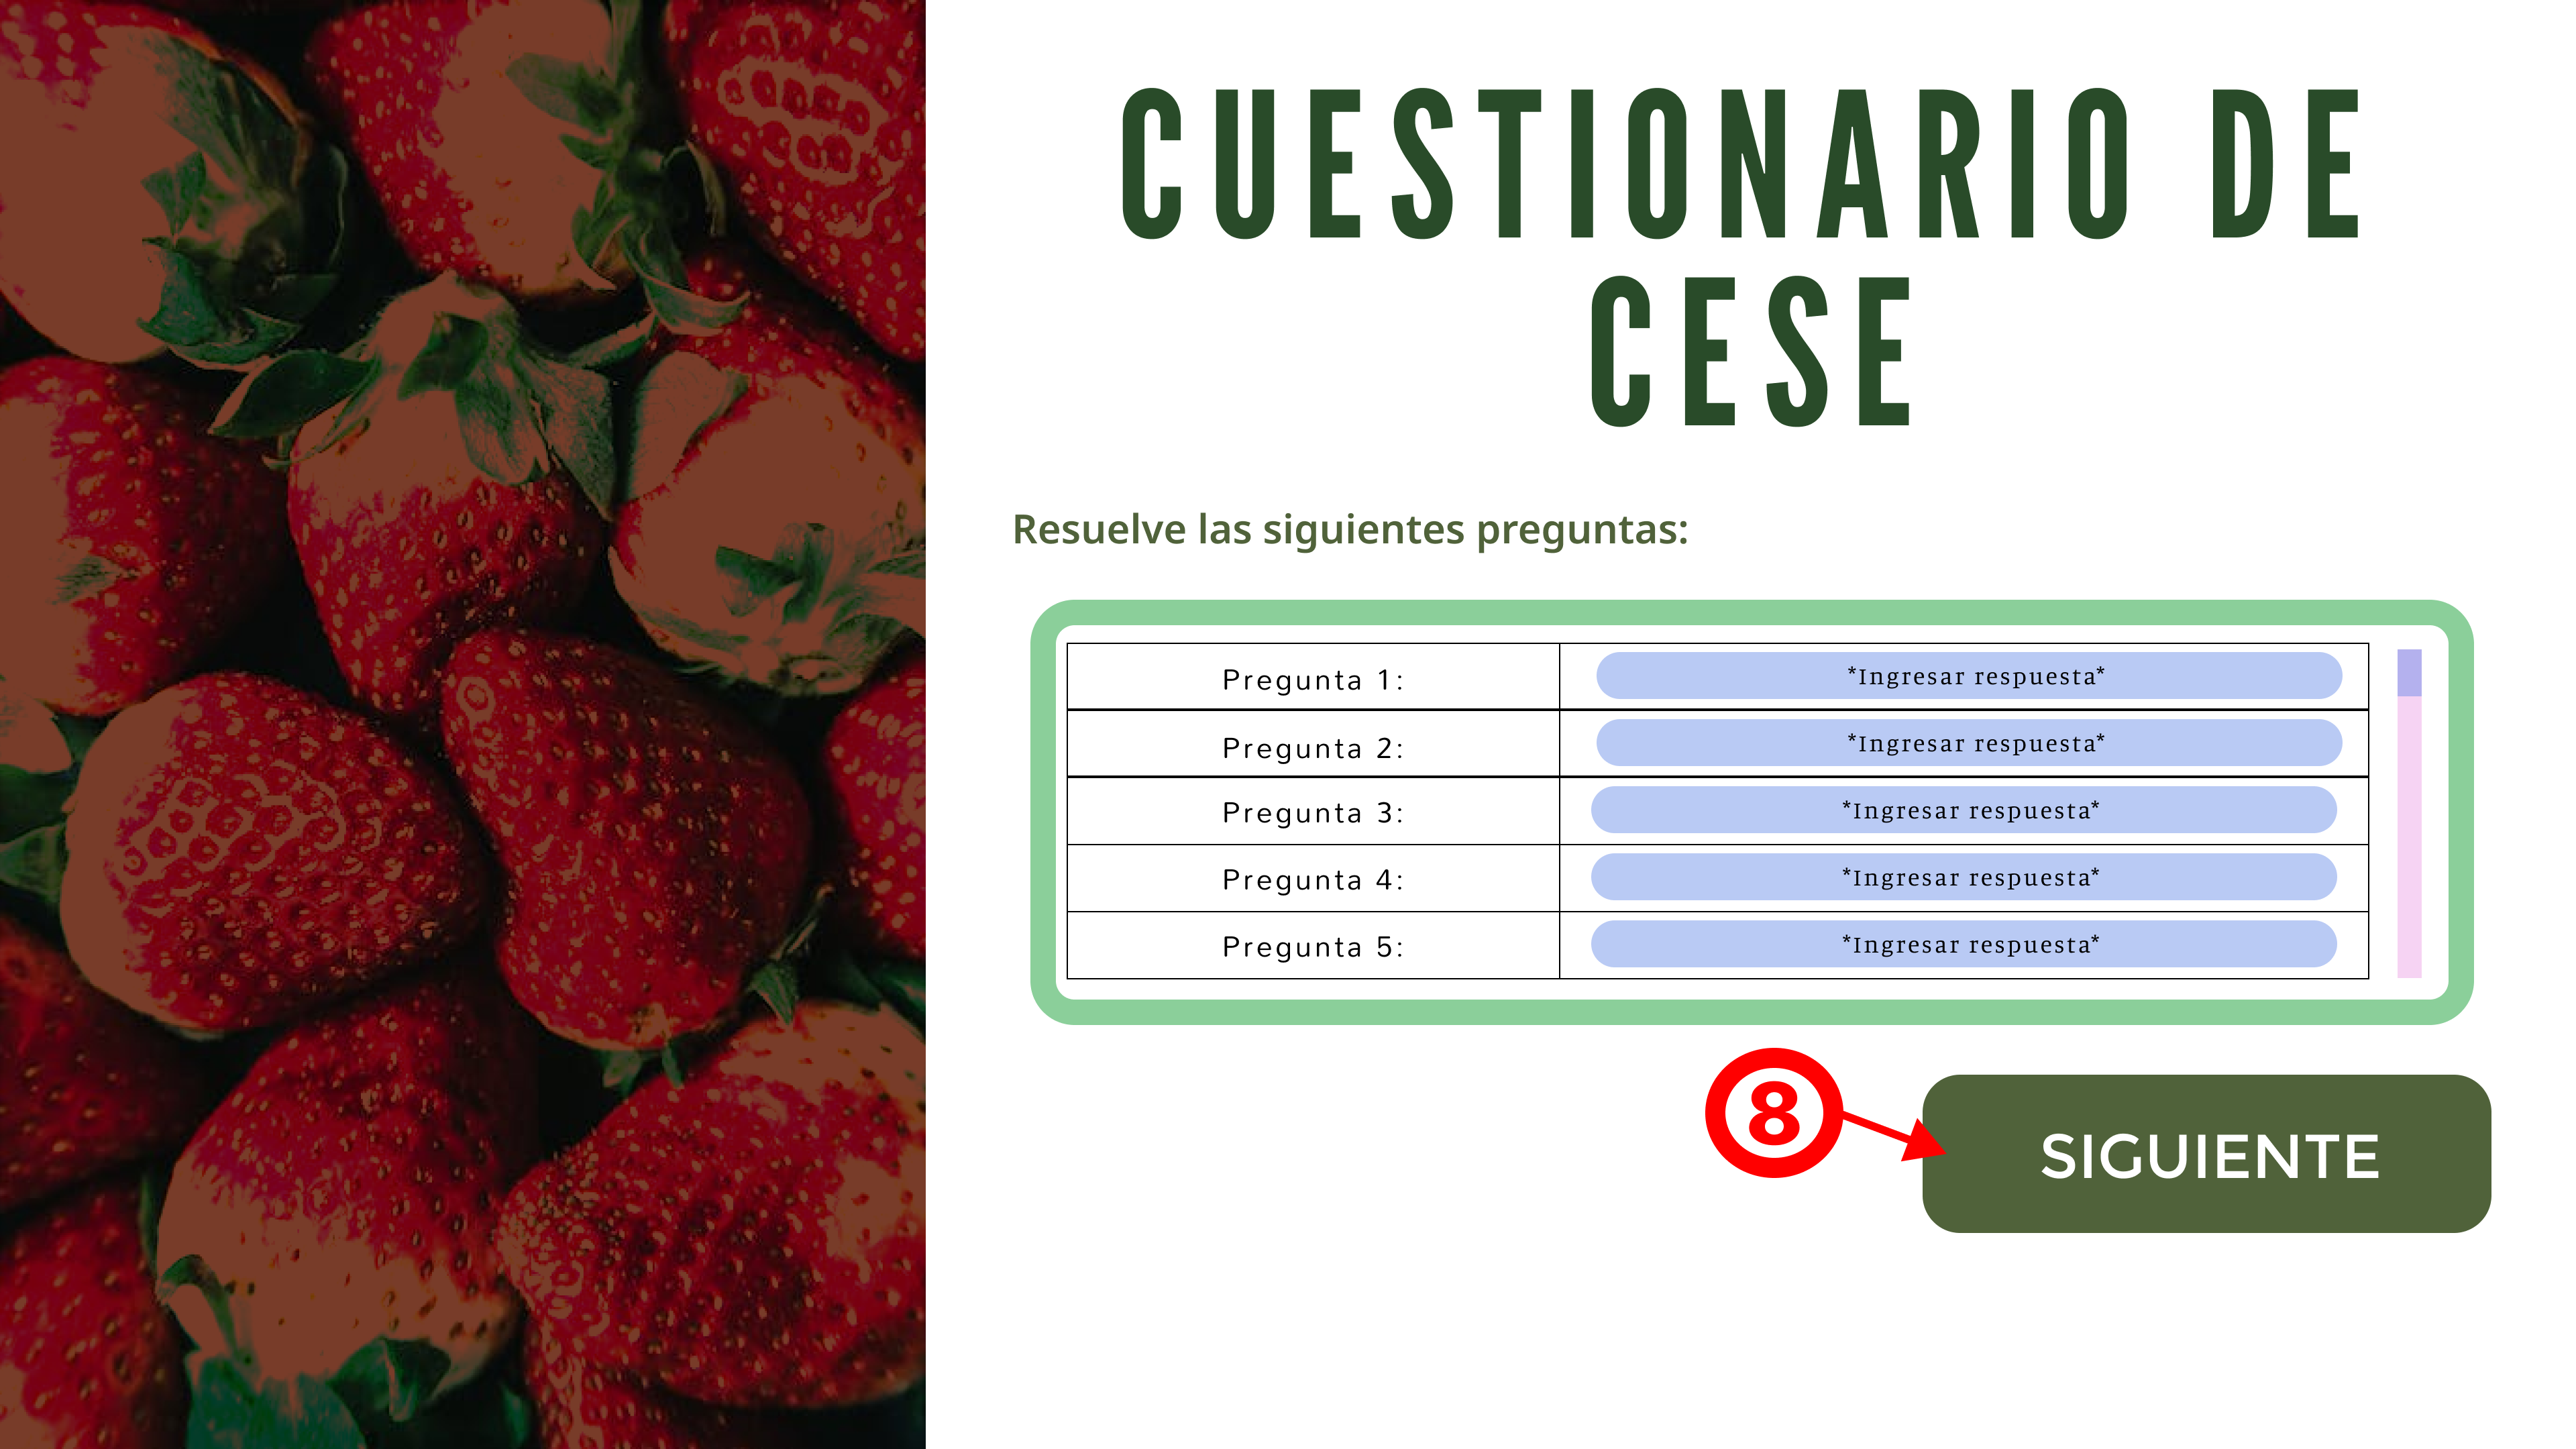 CUESTIONARIO DE
CESE
Resuelve las siguientes preguntas:
Pregunta 1: *Ingresar respuesta*
Pregunta 2: *Ingresar respuesta*
Pregunta 3: *Ingresar respuesta*
Pregunta 4: *Ingresar respuesta*
Pregunta 5: *Ingresar respuesta*
8
SIGUIENTE